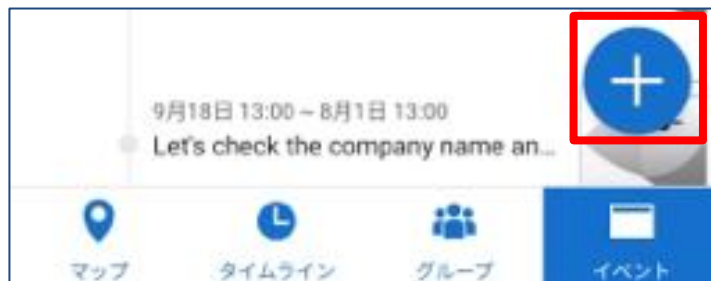 9月18日 13:00 ~ 8月1日 13:00
Let's check the company name an...
マップ タイムライン グループ イベント